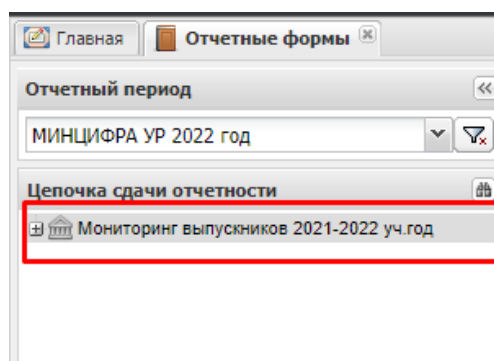 Главная
Отчетные формы
Отчетный период
МИНЦИФРА УР 2022 год
Цепочка сдачи отчетности
Мониторинг выпускников 2021-2022 уч.год